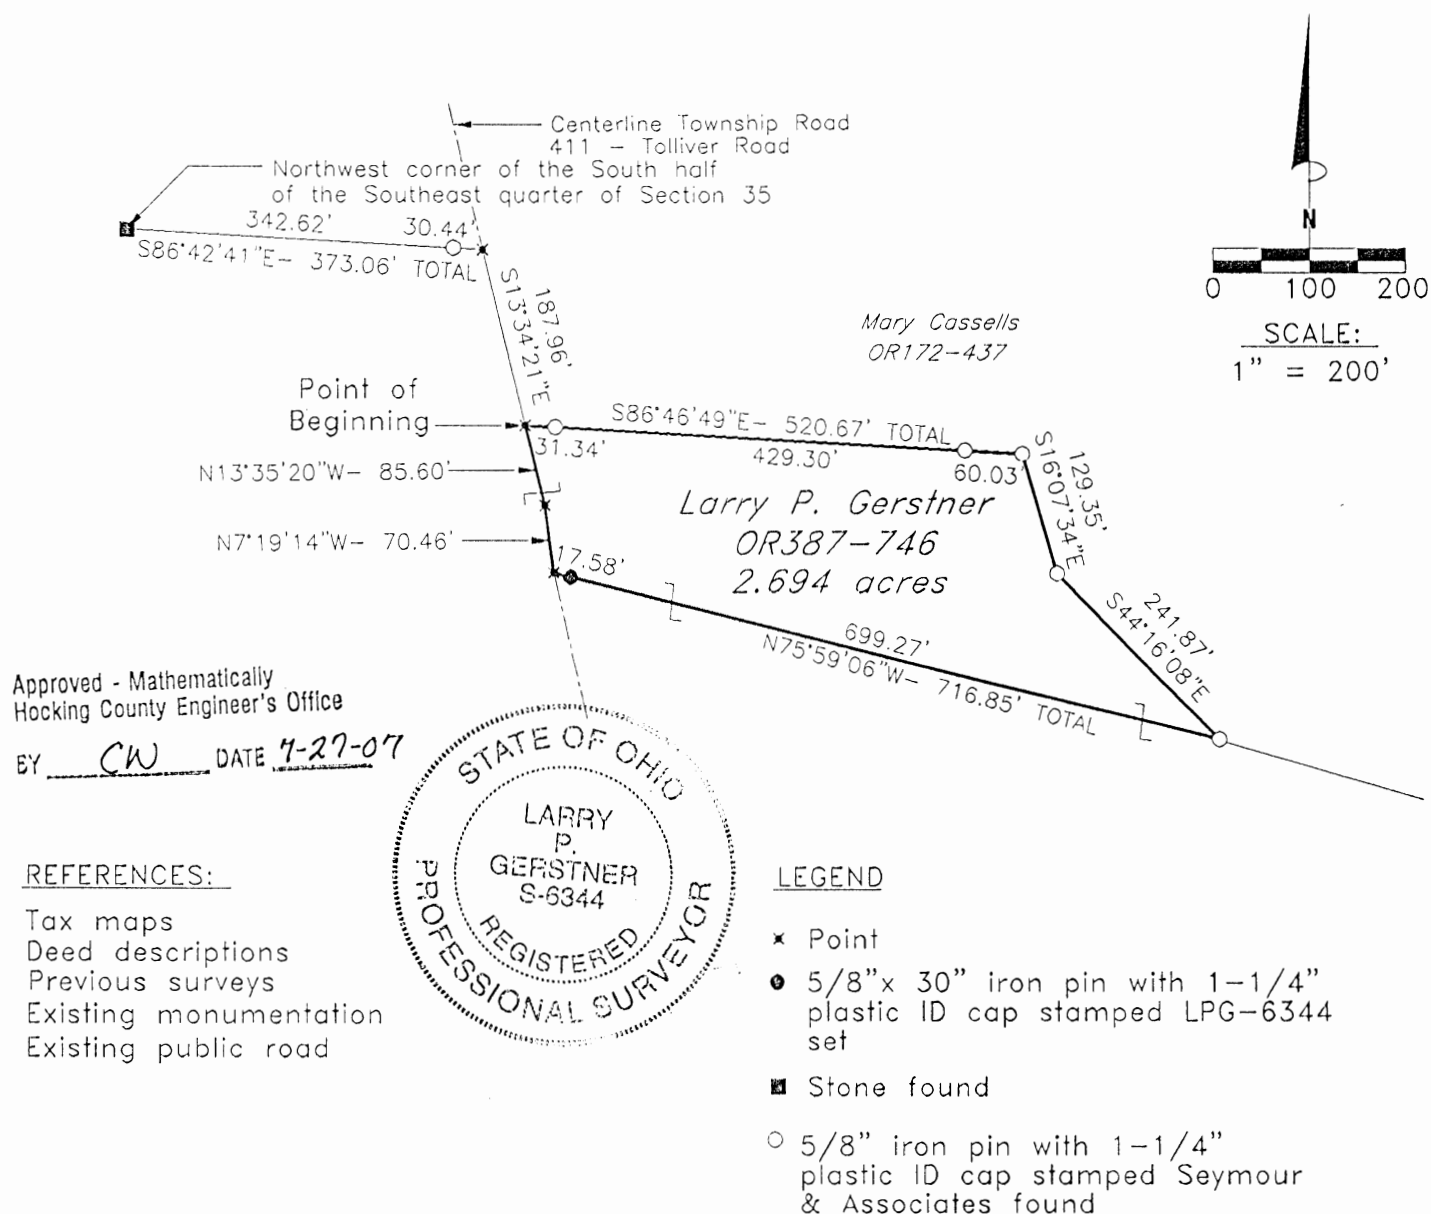 Centerline Township Road
411 - Tolliver Road
Northwest corner of the South half
of the Southeast quarter of Section 35
342.62'
30.44'
S86°42'41"E- 373.06' TOTAL
187.96'
S13°34'21"E
N
0 100 200
SCALE:
1" = 200'
Mary Cassells
OR172-437
Point of
Beginning
S86°46'49"E- 520.67' TOTAL
31.34'
429.30'
60.03'
129.35'
S16°07'34"E
N13°35'20"W- 85.60'
Larry P. Gerstner
OR387-746
2.694 acres
N7°19'14"W- 70.46'
17.58'
241.87'
S44°16'08"E
699.27'
N75°59'06"W- 716.85' TOTAL
Approved - Mathematically
Hocking County Engineer's Office
BY CW DATE 7-27-07
STATE OF OHIO
LARRY
P.
GERSTNER
S-6344
REGISTERED
PROFESSIONAL SURVEYOR
REFERENCES:
Tax maps
Deed descriptions
Previous surveys
Existing monumentation
Existing public road
LEGEND
Point
5/8"x 30" iron pin with 1-1/4"
plastic ID cap stamped LPG-6344
set
Stone found
5/8" iron pin with 1-1/4"
plastic ID cap stamped Seymour
& Associates found